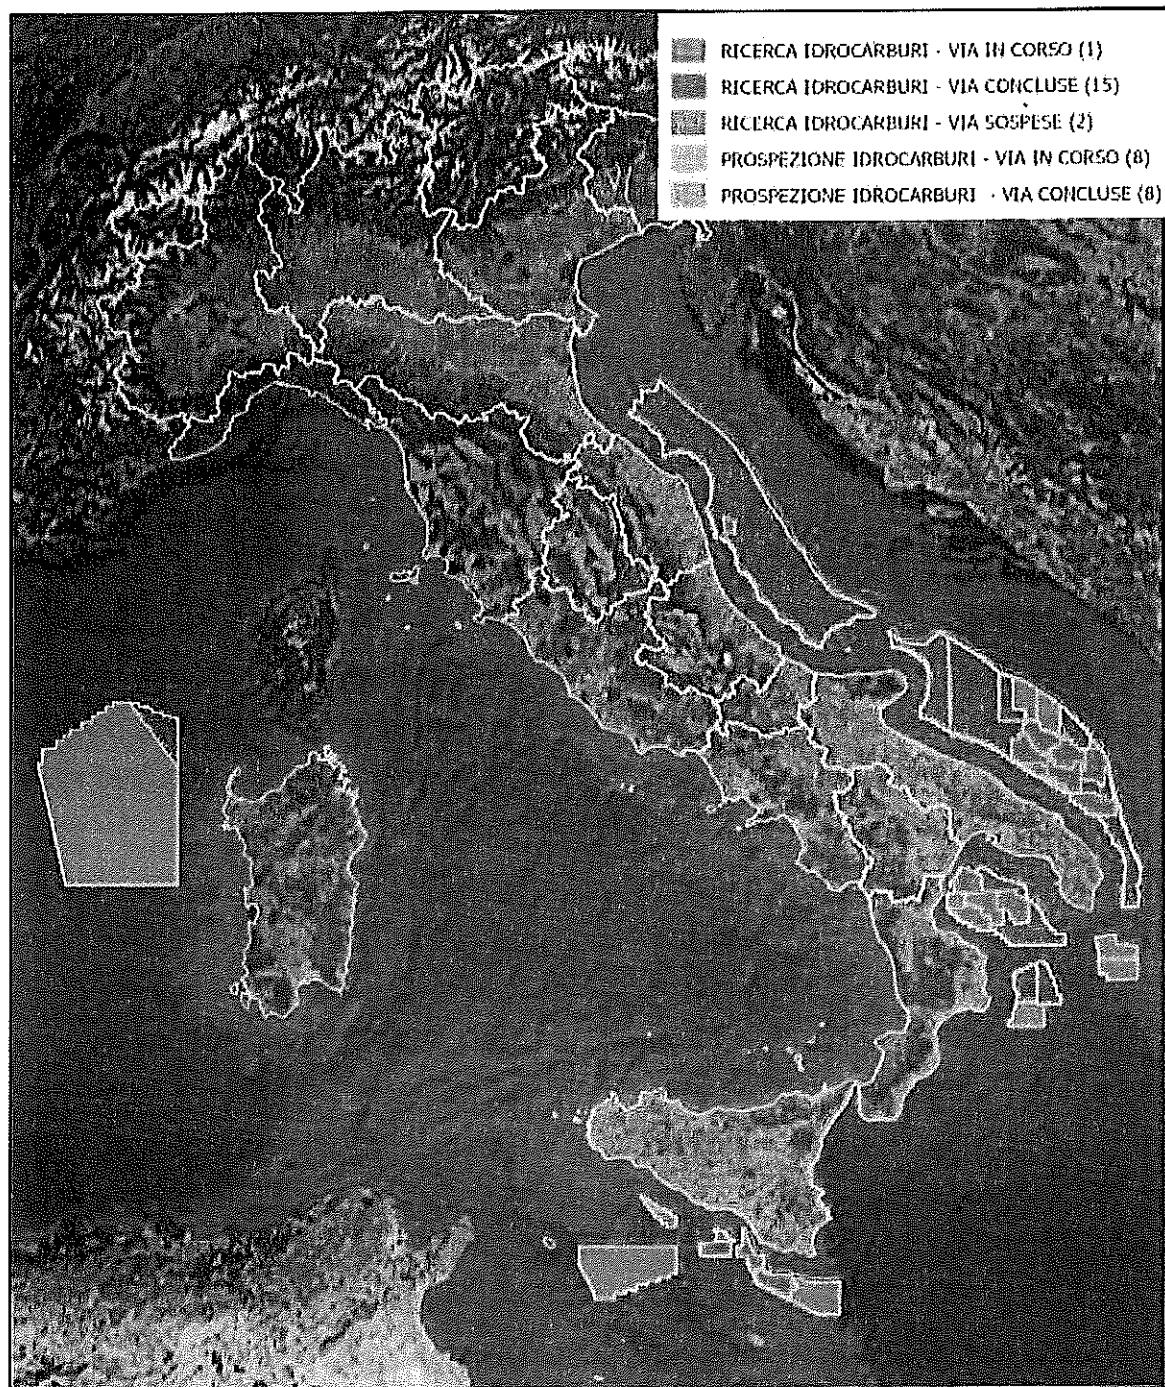 RICERCA IDROCARBURI - VIA IN CORSO (1)
RICERCA IDROCARBURI - VIA CONCLUSE (15)
RICERCA IDROCARBURI - VIA SOSPESE (2)
PROSPEZIONE IDROCARBURI - VIA IN CORSO (8)
PROSPEZIONE IDROCARBURI - VIA CONCLUSE (8)